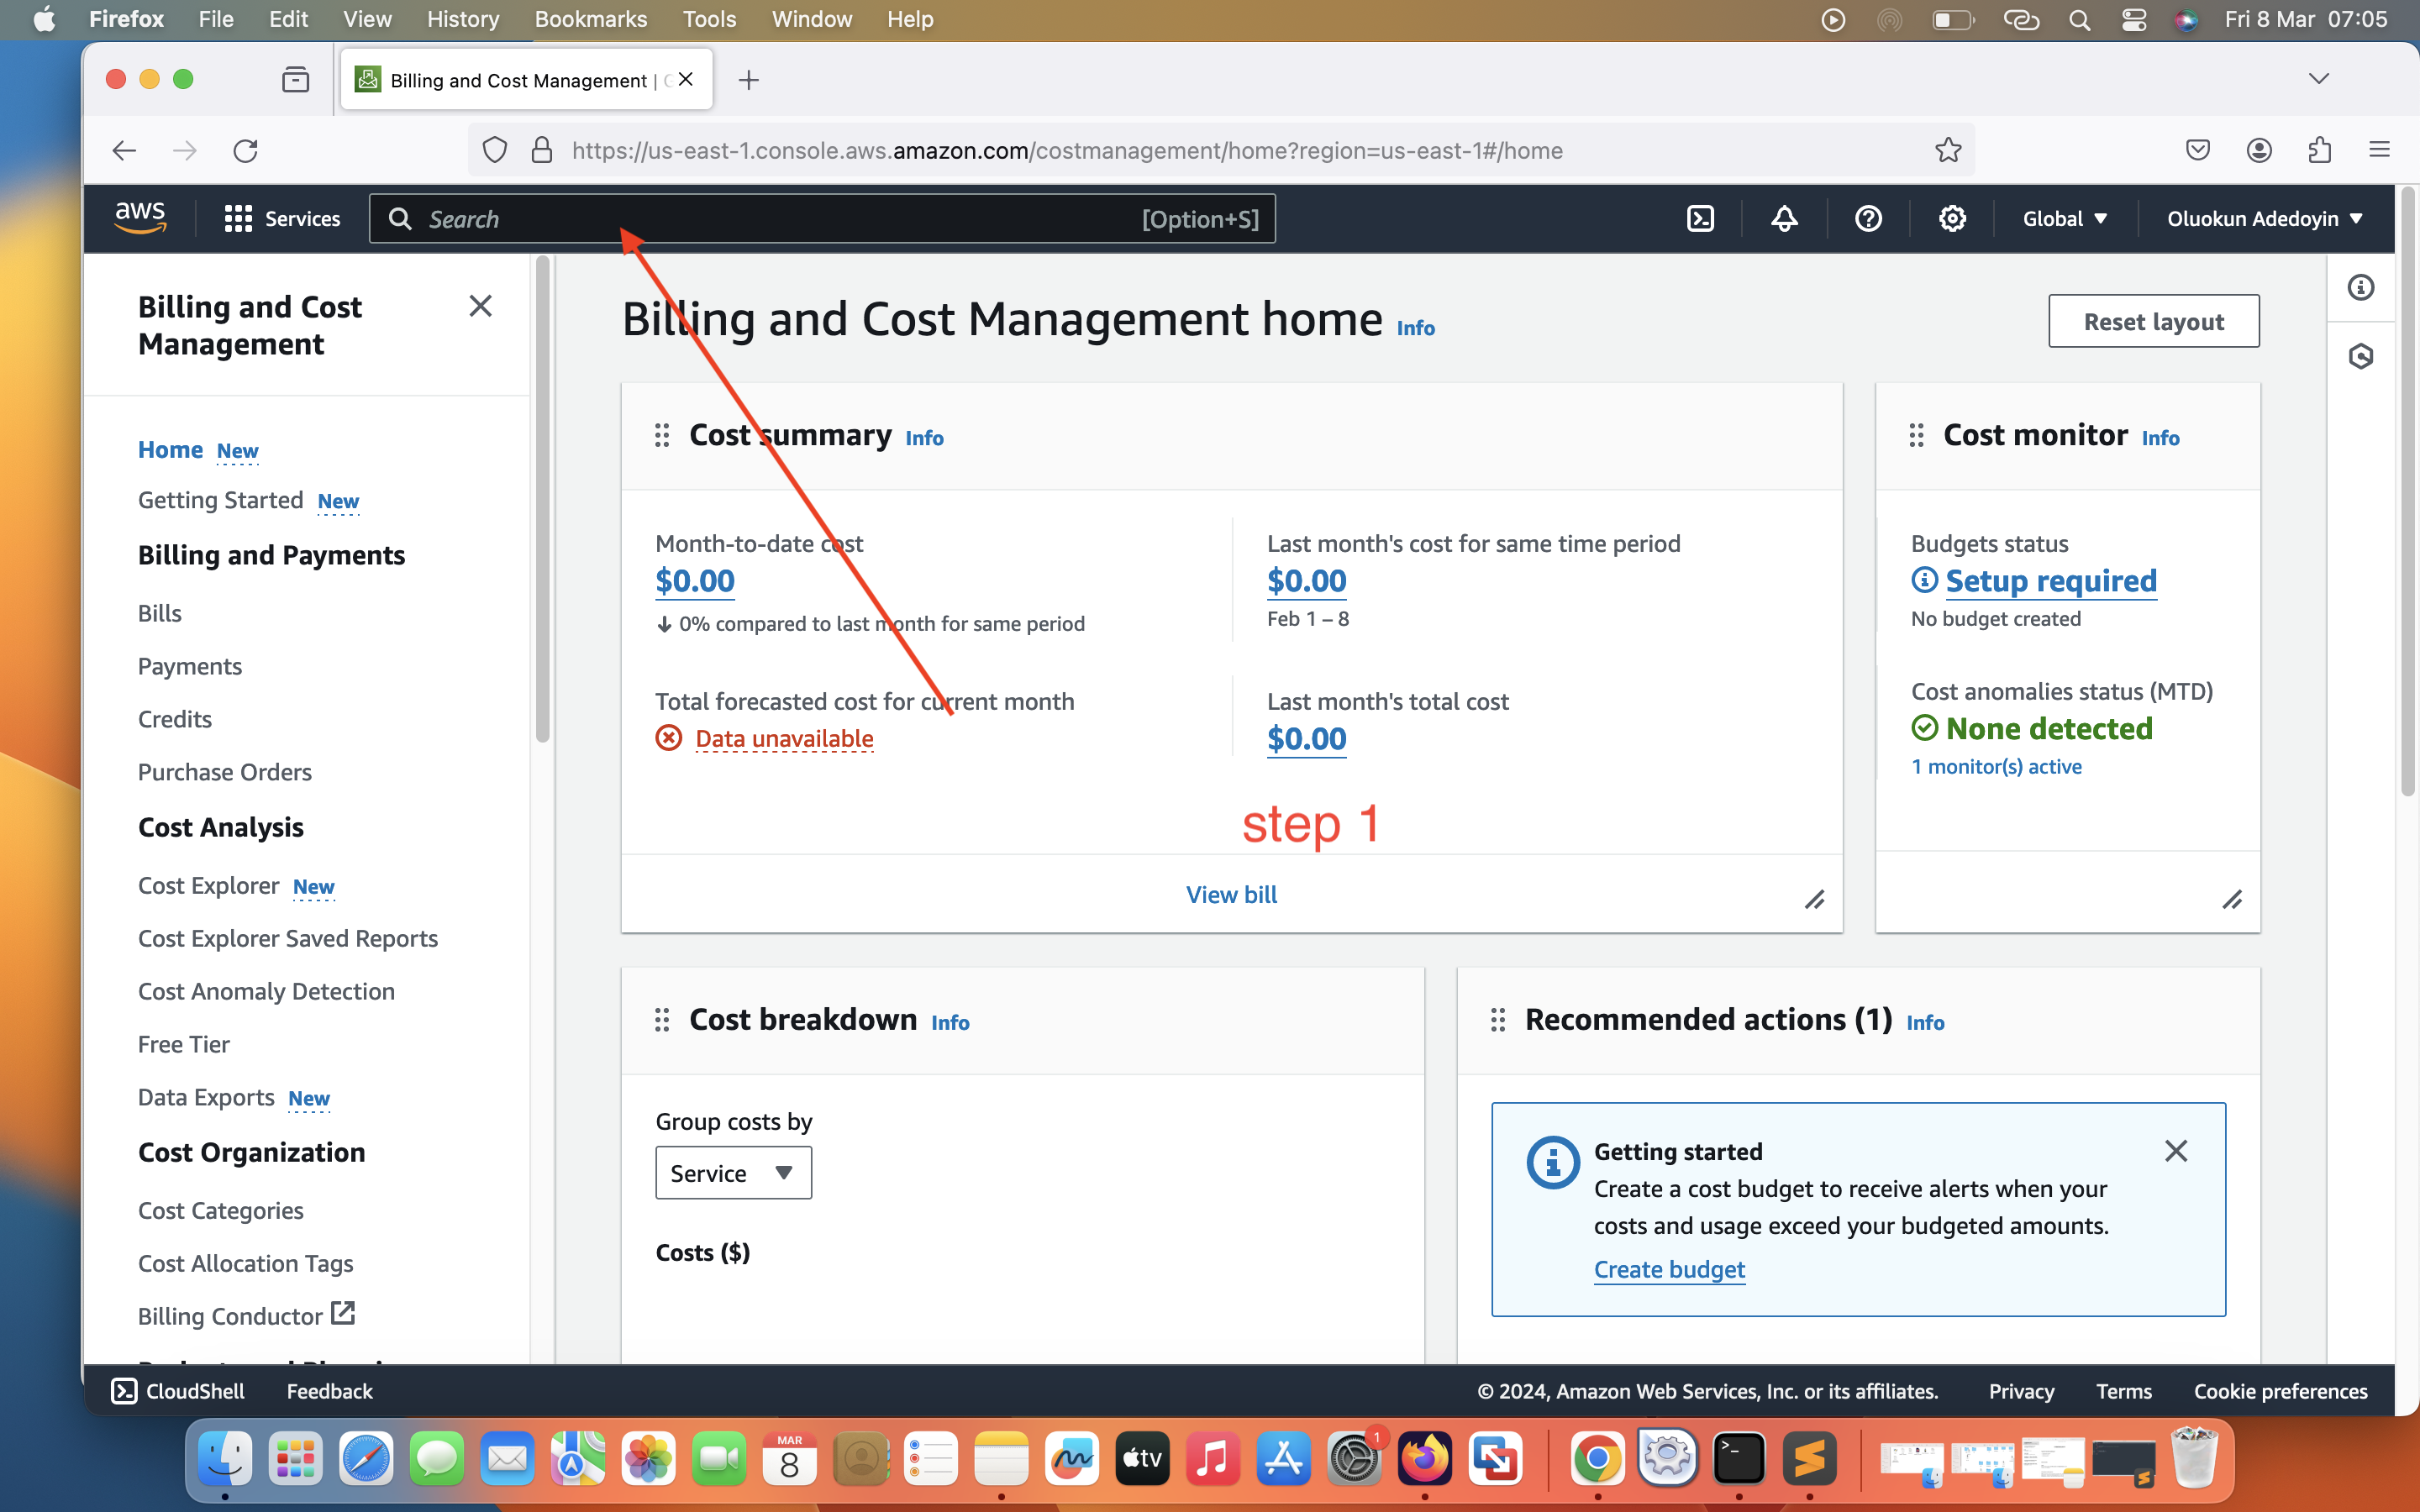 Firefox File Edit View History Bookmarks Tools Window Help Fri 8 Mar 07:05
Billing and Cost Management |
https://us-east-1.console.aws.amazon.com/costmanagement/home?region=us-east-1#/home
aws Services Search [Option+S] Global Oluokun Adedoyin
Billing and Cost
Management
Home New
Getting Started New
Billing and Payments
Bills
Payments
Credits
Purchase Orders
Cost Analysis
Cost Explorer New
Cost Explorer Saved Reports
Cost Anomaly Detection
Free Tier
Data Exports New
Cost Organization
Cost Categories
Cost Allocation Tags
Billing Conductor
Billing and Cost Management home Info
Reset layout
Cost summary Info
Month-to-date cost
$0.00
0% compared to last month for same period
Last month's cost for same time period
$0.00
Feb 1 – 8
Total forecasted cost for current month
Data unavailable
Last month's total cost
$0.00
step 1
View bill
Cost monitor Info
Budgets status
Setup required
No budget created
Cost anomalies status (MTD)
None detected
1 monitor(s) active
Cost breakdown Info
Group costs by
Service
Costs ($)
Recommended actions (1) Info
Getting started
Create a cost budget to receive alerts when your
costs and usage exceed your budgeted amounts.
Create budget
CloudShell Feedback © 2024, Amazon Web Services, Inc. or its affiliates. Privacy Terms Cookie preferences
MAR
8
tv
1